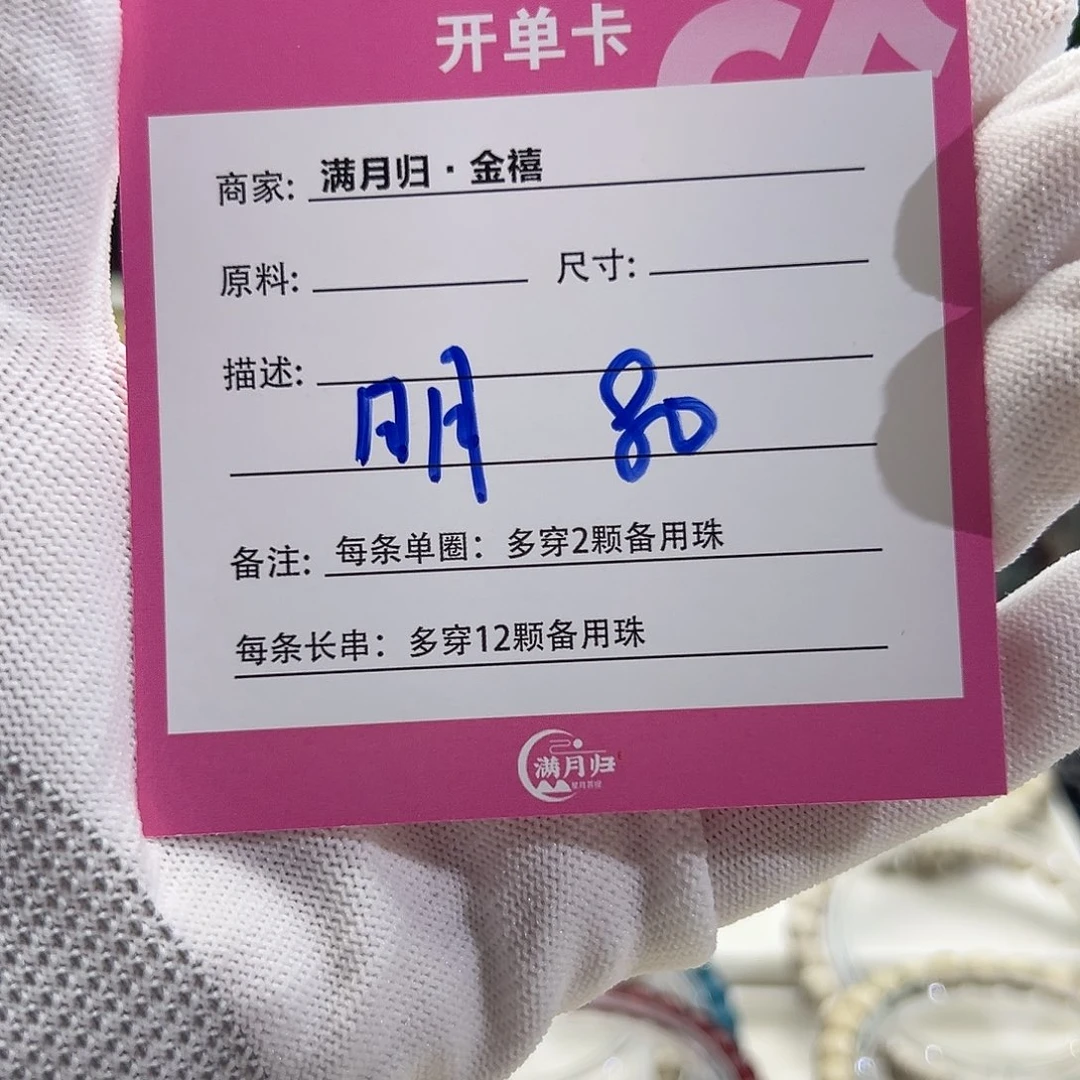 开单卡
商家: 满月归·金禧
原料: 尺寸:
描述:
明 80
备注: 每条单圈：多穿2颗备用珠
每条长串：多穿12颗备用珠
满月归